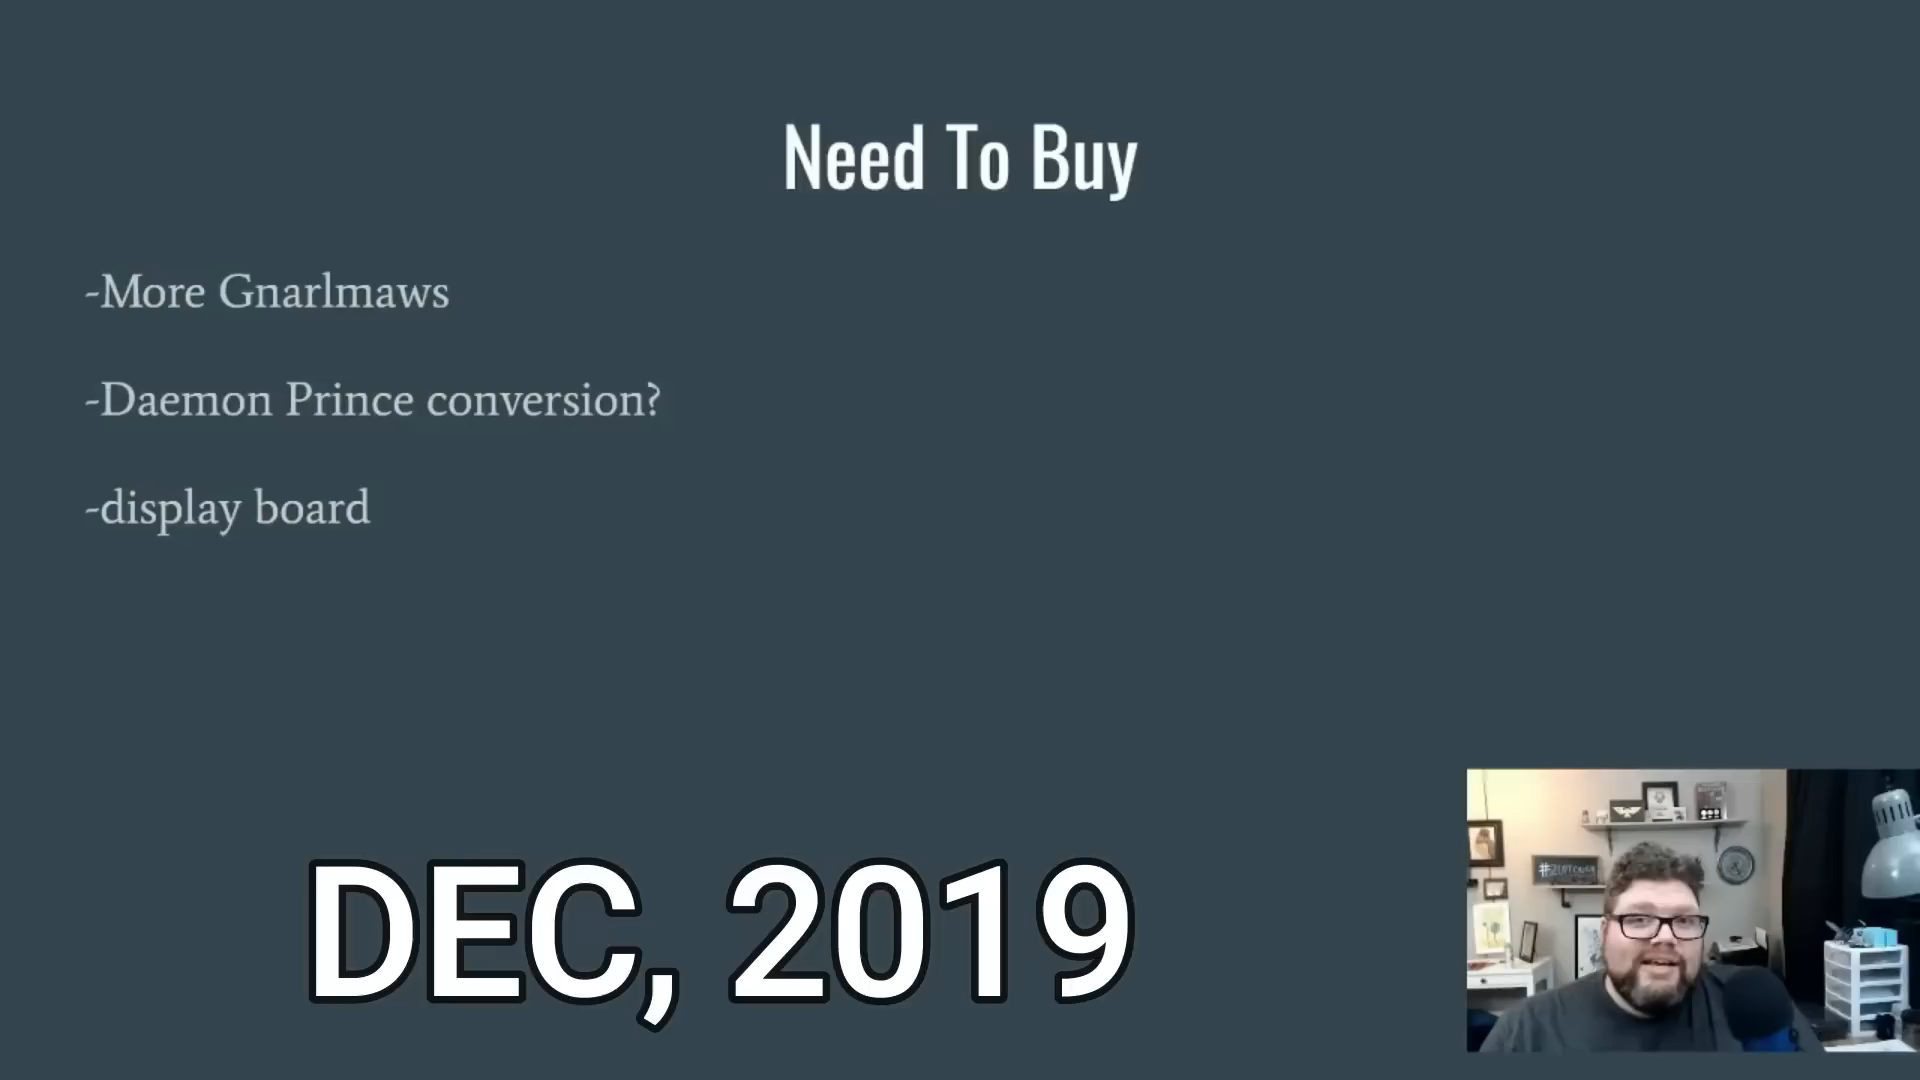 Need To Buy
-More Gnarlmaws
-Daemon Prince conversion?
-display board
DEC, 2019